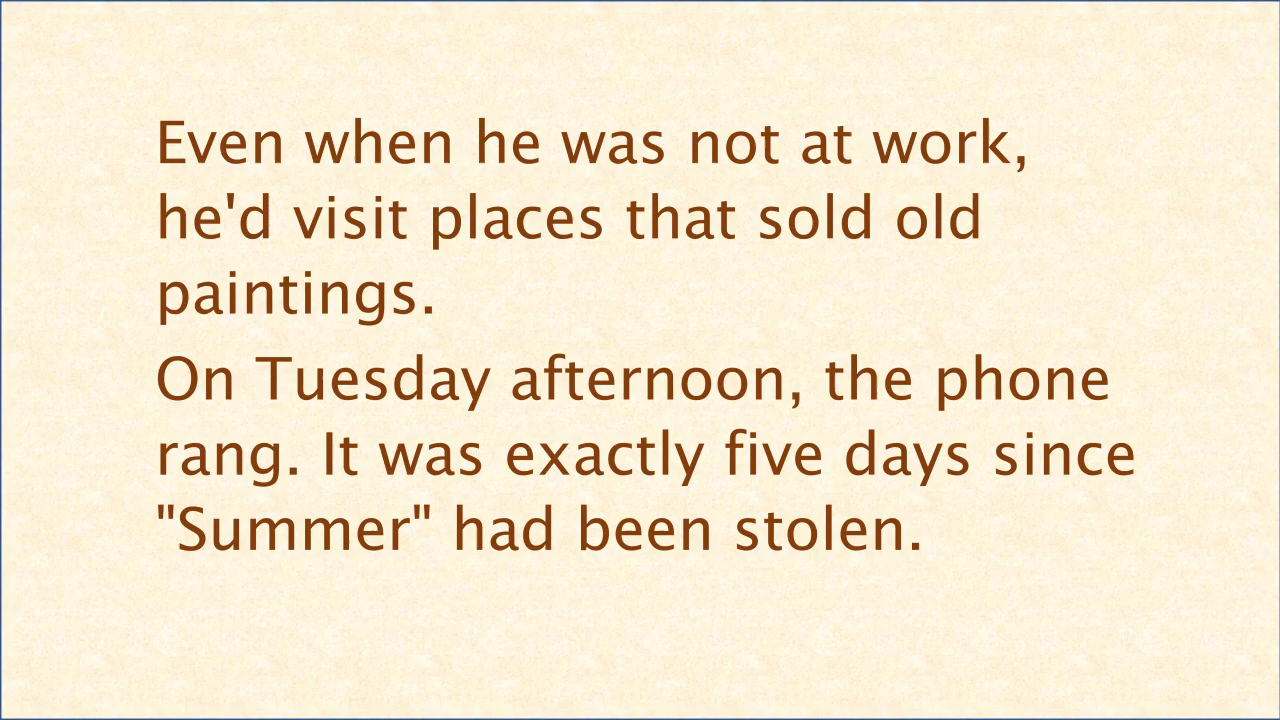 Even when he was not at work,
he'd visit places that sold old
paintings.
On Tuesday afternoon, the phone
rang. It was exactly five days since
"Summer" had been stolen.